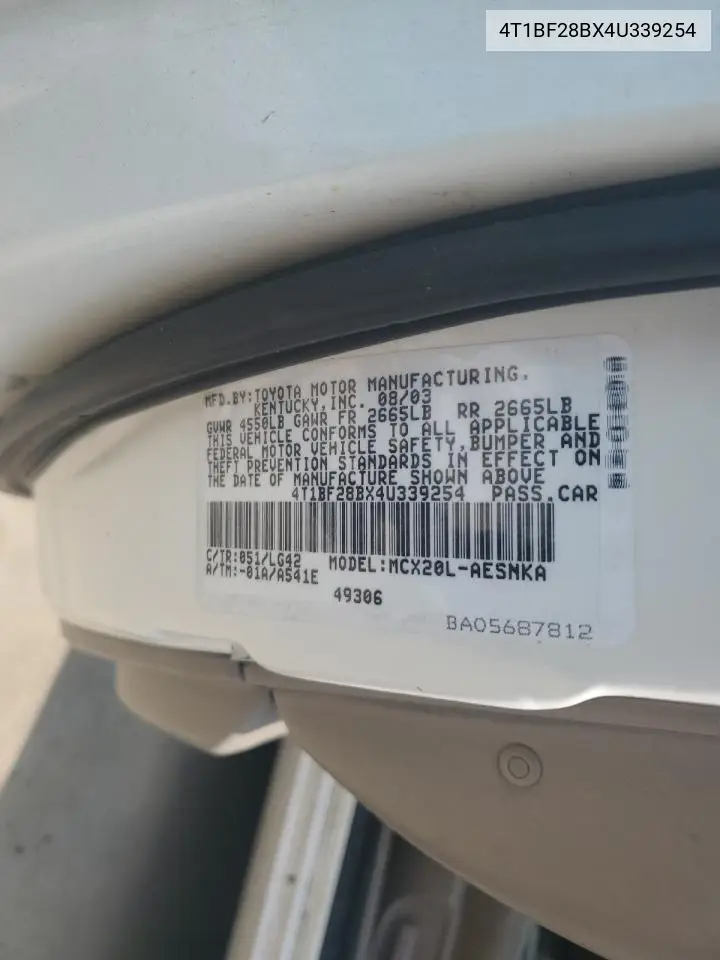 4T1BF28BX4U339254
MFD.BY:TOYOTA MOTOR MANUFACTURING,
KENTUCKY,INC. 08/03
GVWR 4550LB GAWR FR 2665LB RR 2665LB
THIS VEHICLE CONFORMS TO ALL APPLICABLE
FEDERAL MOTOR VEHICLE SAFETY,BUMPER AND
THEFT PREVENTION STANDARDS IN EFFECT ON
THE DATE OF MANUFACTURE SHOWN ABOVE
4T1BF28BX4U339254 PASS.CAR
C/TR:051/LG42 MODEL:MCX20L-AESNKA
A/TM:-01A/A541E
49306
BA05687812